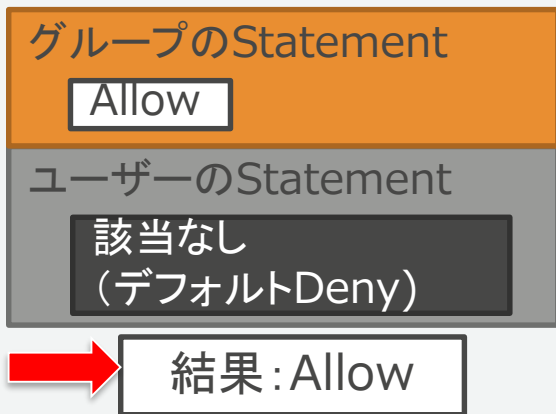 グループのStatement
Allow
ユーザーのStatement
該当なし
（デフォルトDeny)
結果:Allow